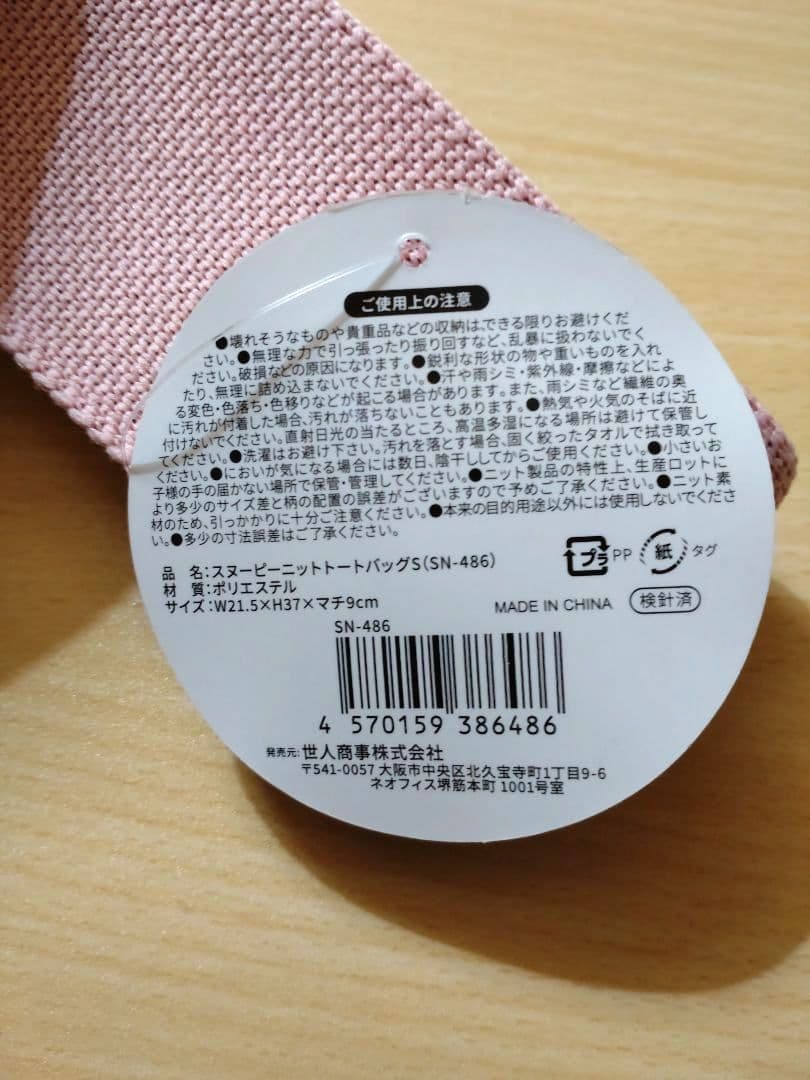 ご使用上の注意
●壊れそうなものや貴重品などの収納は、できる限りお避けくだ
さい。●無理な力で引っ張ったり振り回すなど、乱暴に扱わないでく
ださい。破損などの原因になります。●鋭利な形状の物や重いものを入れ
たり、無理に詰め込まないでください。●汗や雨シミ・紫外線・摩擦などによ
る変色・色落ち・色移りなどが起こる場合があります。また、雨シミなど繊維の奥
に汚れが付着した場合、汚れが落ちないこともあります。●熱気や火気のそばに近
付けないでください。直射日光の当たるところ、高温多湿になる場所は避けて保管し
てください。●洗濯はお避け下さい。汚れを落とす場合、固く絞ったタオルで拭き取って
ください。●においが気になる場合には数日、陰干ししてからご使用ください。●小さいお
子様の手の届かない場所で保管・管理してください。●ニット製品の特性上、生産ロットに
より多少のサイズ差と柄の配置の誤差がございますので予めご了承ください。●ニット素
材のため、引っかかりに十分ご注意ください。●本来の目的用途以外には使用しないでくださ
い。●多少の寸法誤差はご了承ください。
品 名:スヌーピーニットトートバッグS(SN-486)
材 質:ポリエステル
サイズ:W21.5×H37×マチ9cm
プラ PP 紙 タグ
MADE IN CHINA 検針済
SN-486
4 570159 386486
発売元:世人商事株式会社
〒541-0057 大阪市中央区北久宝寺町1丁目9-6
ネオフィス堺筋本町 1001号室